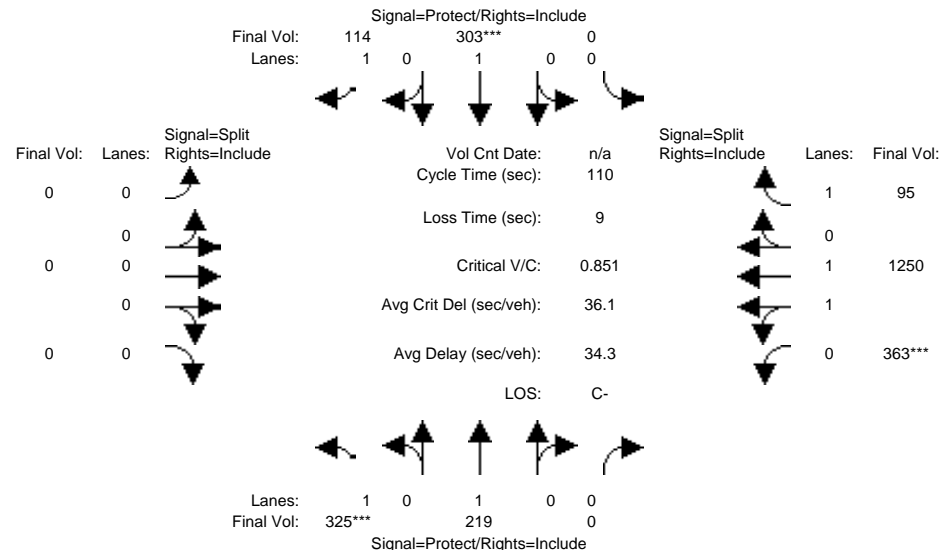 Signal=Protect/Rights=Include
Final Vol: 114 303*** 0
Lanes: 1 0 1 0 0
Signal=Split Signal=Split
Final Vol: Lanes: Rights=Include Vol Cnt Date: n/a Rights=Include Lanes: Final Vol:
Cycle Time (sec): 110
0 0 1 95
Loss Time (sec): 9
0 0
0 0 Critical V/C: 0.851 1 1250
0 Avg Crit Del (sec/veh): 36.1 1
0 0 Avg Delay (sec/veh): 34.3 0 363***
LOS: C-
Lanes: 1 0 1 0 0
Final Vol: 325*** 219 0
Signal=Protect/Rights=Include